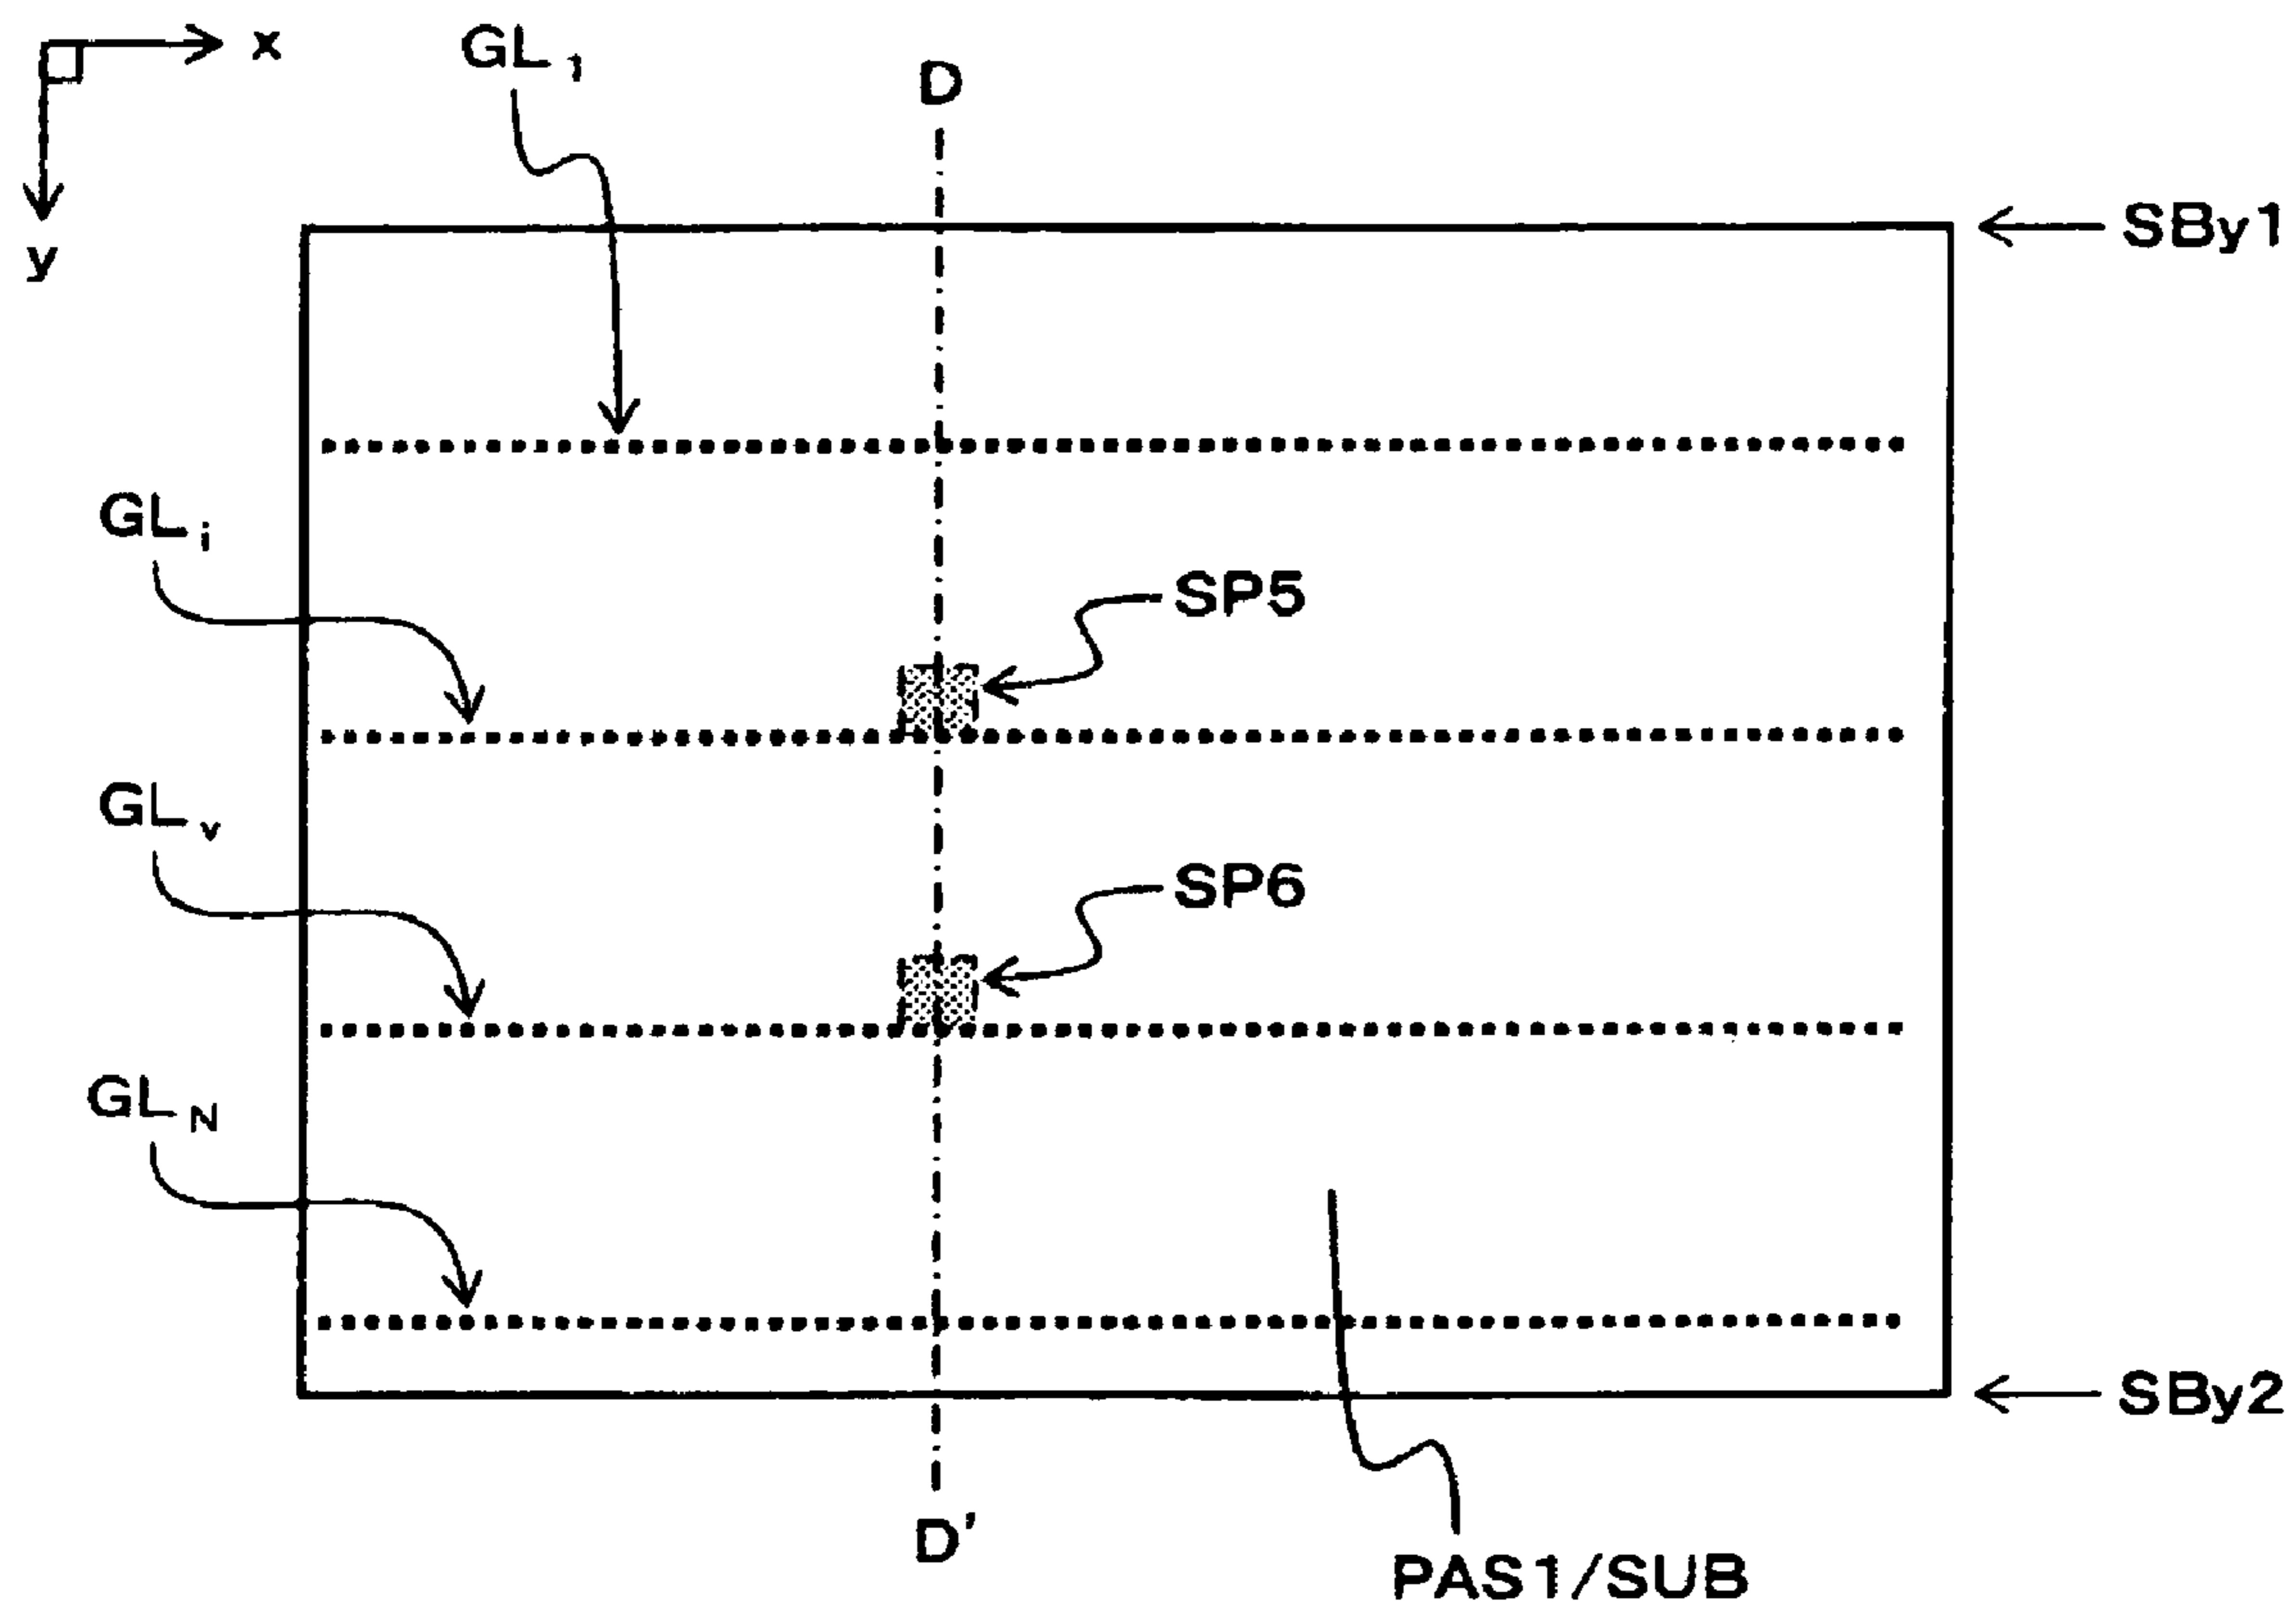 x
GL1
D
y
SBy1
GLi
SP5
GLv
SP6
GLN
SBy2
D'
PAS1/SUB